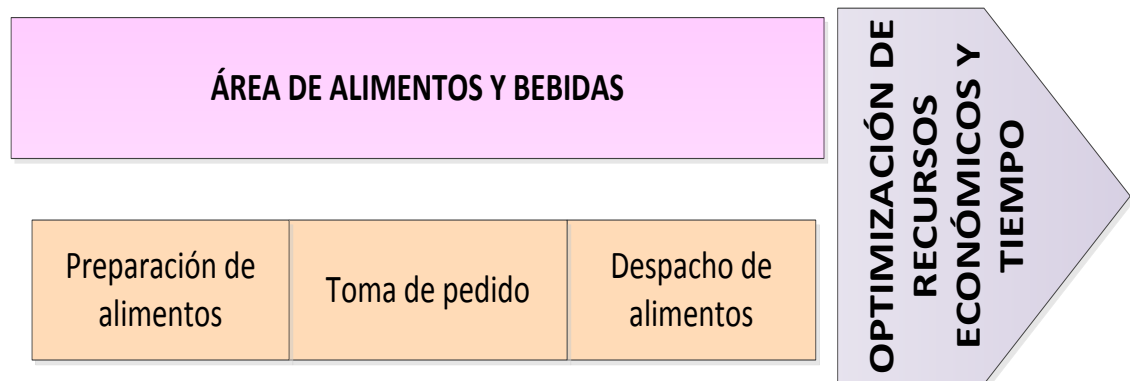 ÁREA DE ALIMENTOS Y BEBIDAS
Preparación de
alimentos
Toma de pedido
Despacho de
alimentos
OPTIMIZACIÓN DE
RECURSOS
ECONÓMICOS Y
TIEMPO